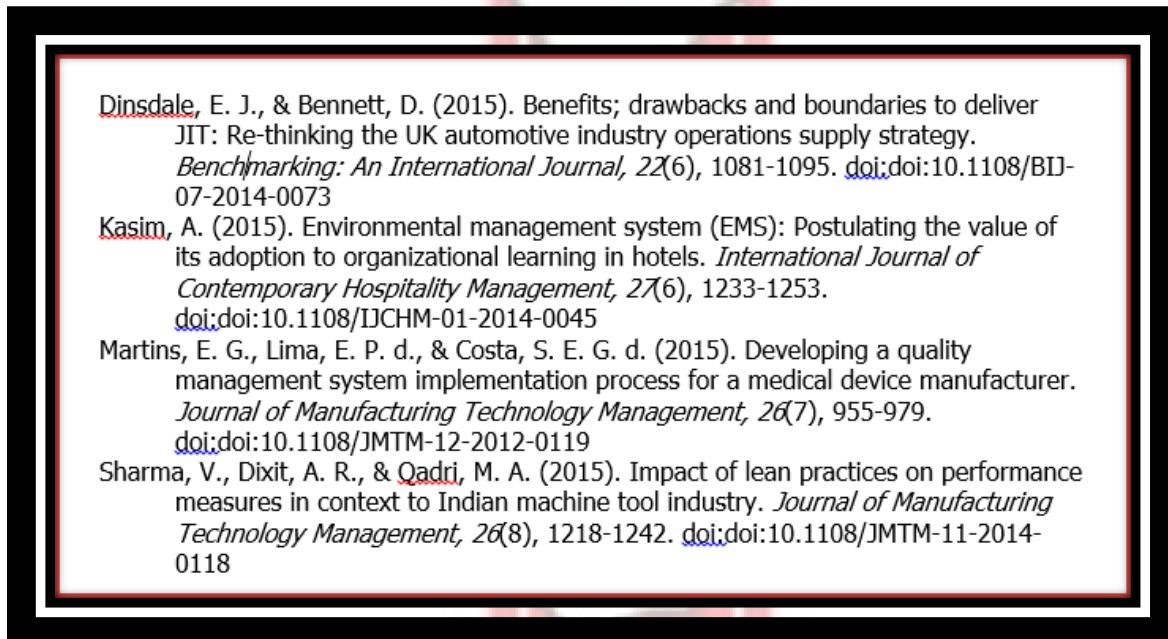 Dinsdale, E. J., & Bennett, D. (2015). Benefits; drawbacks and boundaries to deliver
JIT: Re-thinking the UK automotive industry operations supply strategy.
Benchmarking: An International Journal, 22(6), 1081-1095. doi:doi:10.1108/BIJ-
07-2014-0073
Kasim, A. (2015). Environmental management system (EMS): Postulating the value of
its adoption to organizational learning in hotels. International Journal of
Contemporary Hospitality Management, 27(6), 1233-1253.
doi:doi:10.1108/IJCHM-01-2014-0045
Martins, E. G., Lima, E. P. d., & Costa, S. E. G. d. (2015). Developing a quality
management system implementation process for a medical device manufacturer.
Journal of Manufacturing Technology Management, 26(7), 955-979.
doi:doi:10.1108/JMTM-12-2012-0119
Sharma, V., Dixit, A. R., & Qadri, M. A. (2015). Impact of lean practices on performance
measures in context to Indian machine tool industry. Journal of Manufacturing
Technology Management, 26(8), 1218-1242. doi:doi:10.1108/JMTM-11-2014-
0118